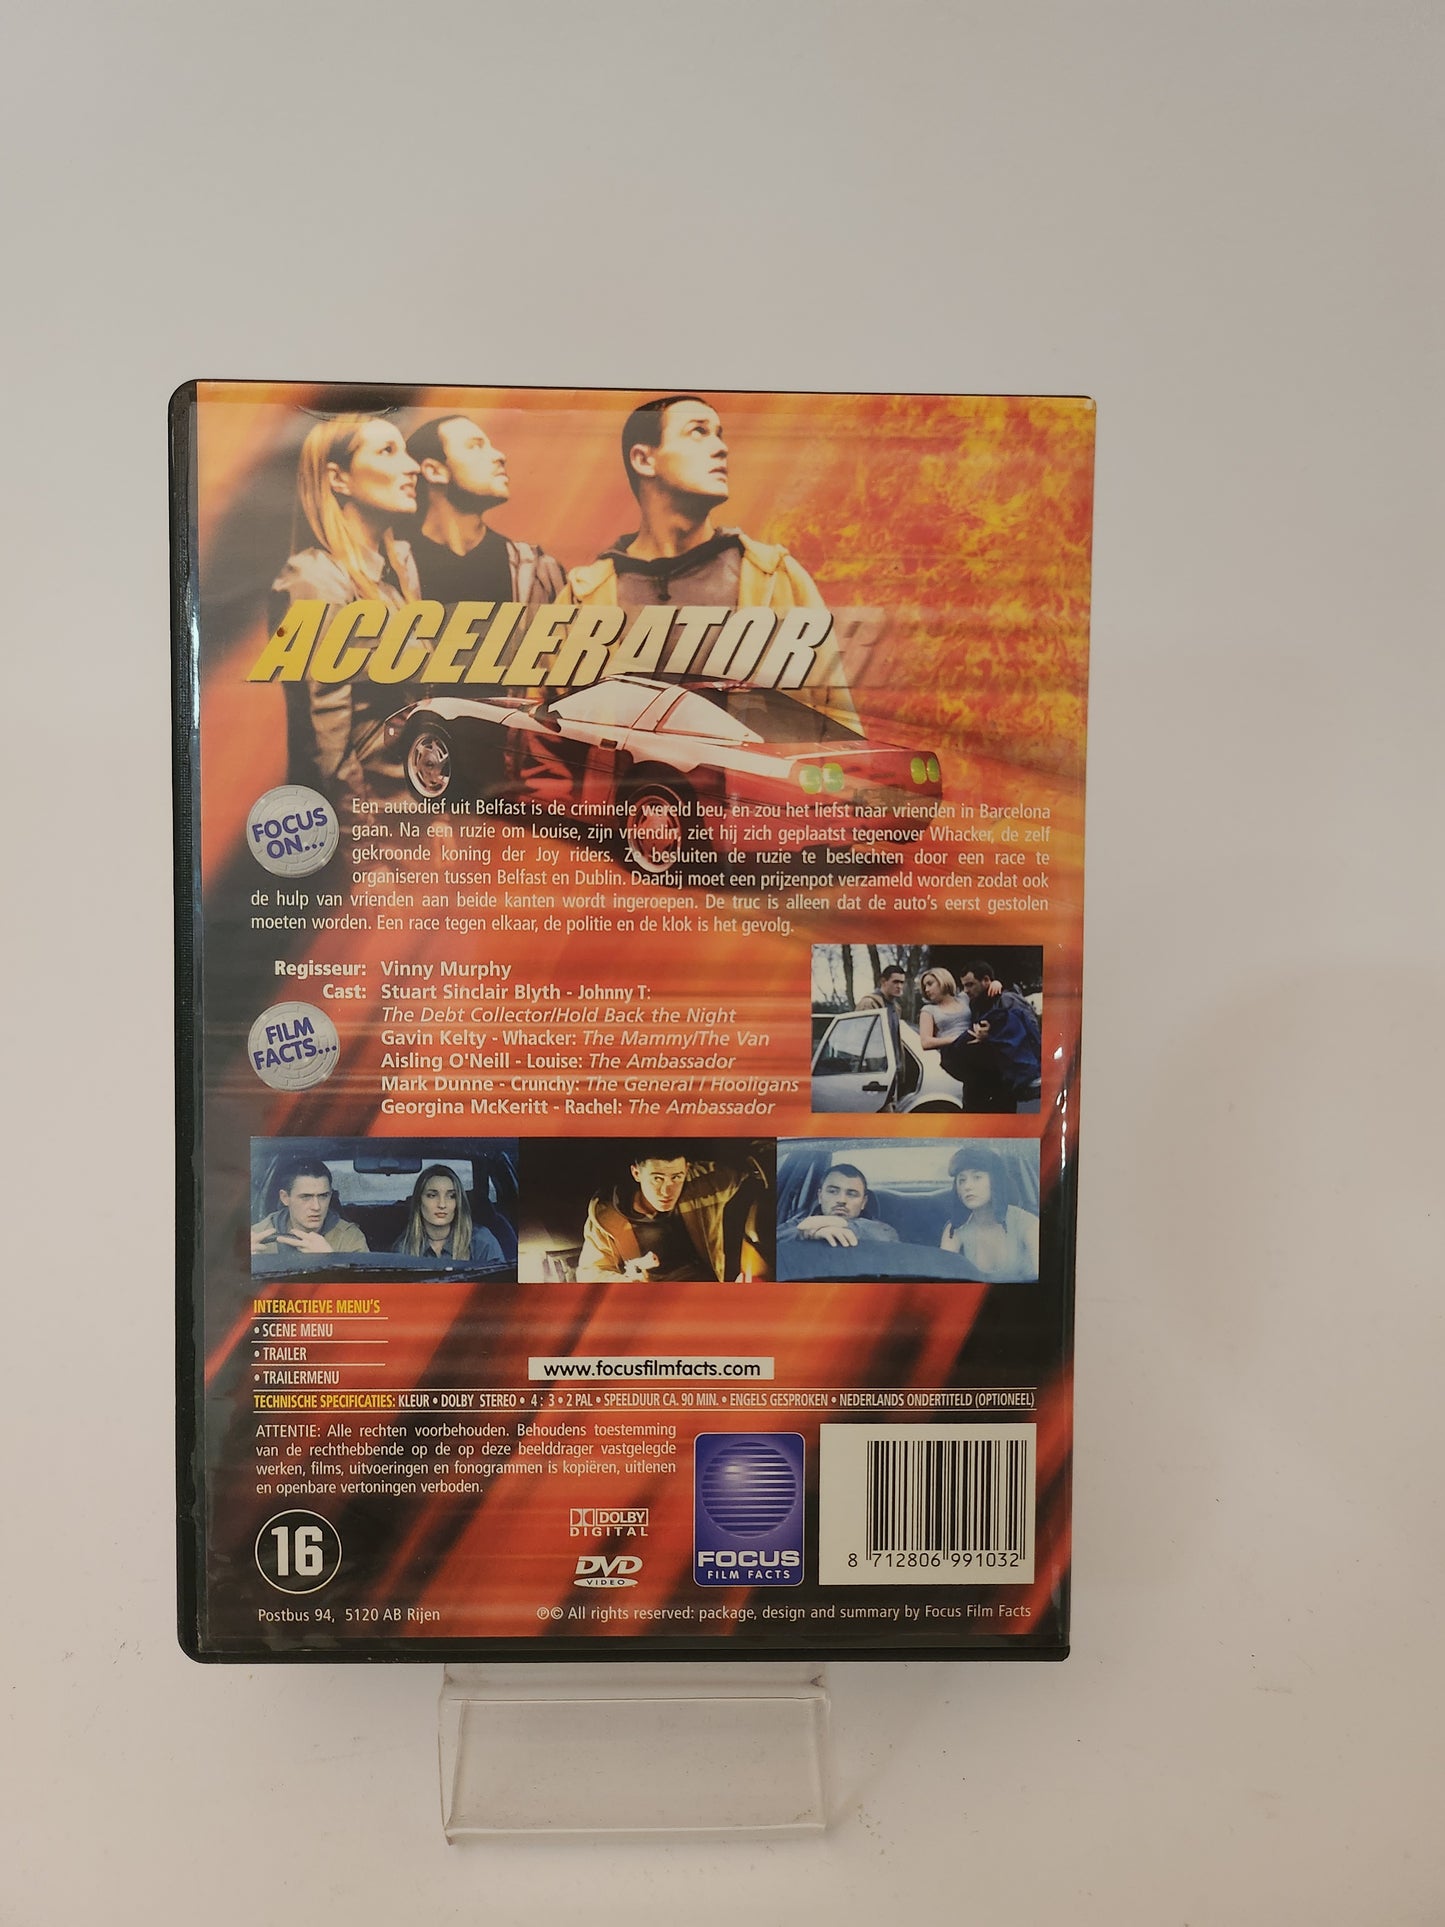 ACCELERATOR
FOCUS
ON...
Een autodief uit Belfast is de criminele wereld beu, en zou het liefst naar vrienden in Barcelona
gaan. Na een ruzie om Louise, zijn vriendin, ziet hij zich geplaatst tegenover Whacker, de zelf
gekroonde koning der Joy riders. Ze besluiten de ruzie te beslechten door een race te
organiseren tussen Belfast en Dublin. Daarbij moet een prijzenpot verzameld worden zodat ook
de hulp van vrienden aan beide kanten wordt ingeroepen. De truc is alleen dat de auto's eerst gestolen
moeten worden. Een race tegen elkaar, de politie en de klok is het gevolg.
Regisseur: Vinny Murphy
Cast: Stuart Sinclair Blyth - Johnny T:
The Debt Collector/Hold Back the Night
Gavin Kelty - Whacker: The Mammy/The Van
Aisling O'Neill - Louise: The Ambassador
Mark Dunne - Crunchy: The General / Hooligans
Georgina McKeritt - Rachel: The Ambassador
FILM
FACTS...
INTERACTIEVE MENU'S
• SCENE MENU
• TRAILER
• TRAILERMENU
www.focusfilmfacts.com
TECHNISCHE SPECIFICATIES: KLEUR • DOLBY STEREO • 4 : 3 • 2 PAL • SPEELDUUR CA. 90 MIN. • ENGELS GESPROKEN • NEDERLANDS ONDERTITELD (OPTIONEEL)
ATTENTIE: Alle rechten voorbehouden. Behoudens toestemming
van de rechthebbende op de op deze beelddrager vastgelegde
werken, films, uitvoeringen en fonogrammen is kopiëren, uitlenen
en openbare vertoningen verboden.
16
DOLBY
DIGITAL
DVD
VIDEO
FOCUS
FILM FACTS
8 712806 991032
Postbus 94, 5120 AB Rijen
℗© All rights reserved: package, design and summary by Focus Film Facts